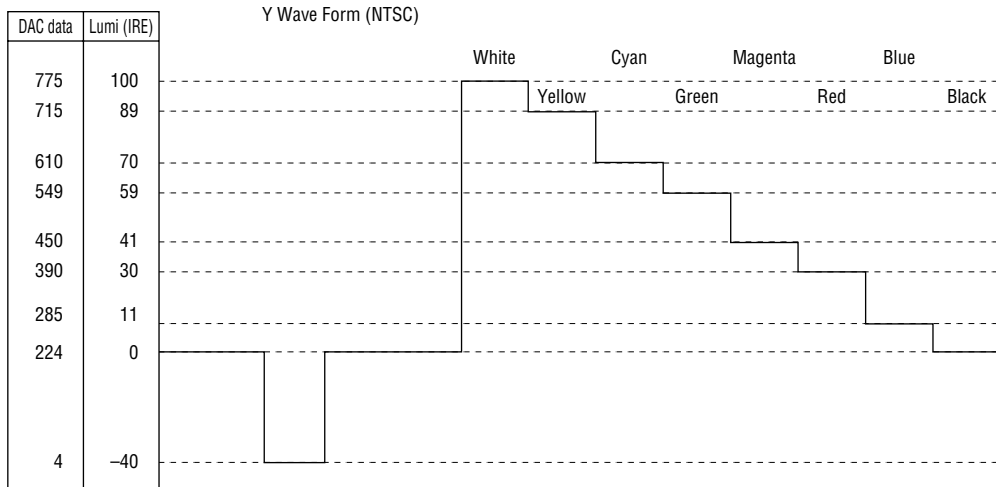 Y Wave Form (NTSC)
DAC data Lumi (IRE)
White Cyan Magenta Blue
775 100
Yellow Green Red Black
715 89
610 70
549 59
450 41
390 30
285 11
224 0
4 –40